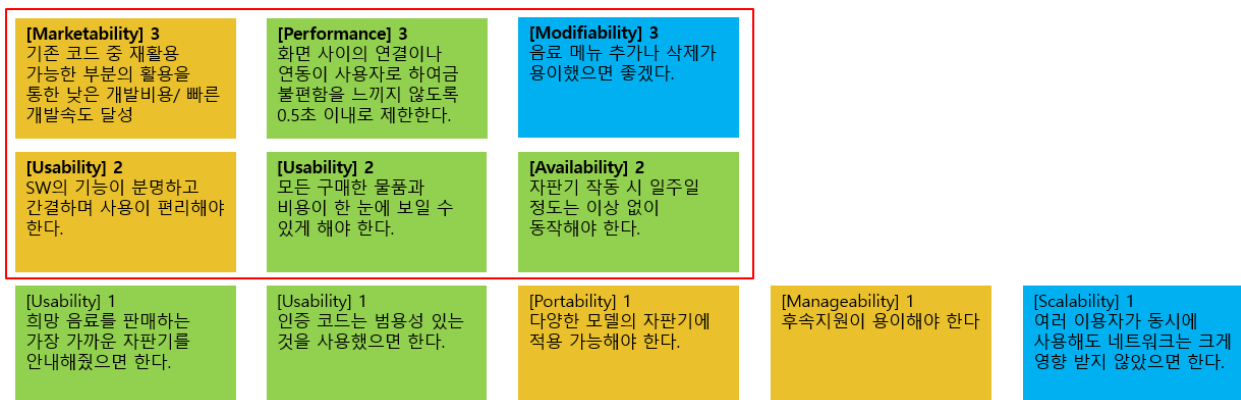 [Marketability] 3
기존 코드 중 재활용
가능한 부분의 활용을
통한 낮은 개발비용/ 빠른
개발속도 달성
[Performance] 3
화면 사이의 연결이나
연동이 사용자로 하여금
불편함을 느끼지 않도록
0.5초 이내로 제한한다.
[Modifiability] 3
음료 메뉴 추가나 삭제가
용이했으면 좋겠다.
[Usability] 2
SW의 기능이 분명하고
간결하며 사용이 편리해야
한다.
[Usability] 2
모든 구매한 물품과
비용이 한 눈에 보일 수
있게 해야 한다.
[Availability] 2
자판기 작동 시 일주일
정도는 이상 없이
동작해야 한다.
[Usability] 1
희망 음료를 판매하는
가장 가까운 자판기를
안내해줬으면 한다.
[Usability] 1
인증 코드는 범용성 있는
것을 사용했으면 한다.
[Portability] 1
다양한 모델의 자판기에
적용 가능해야 한다.
[Manageability] 1
후속지원이 용이해야 한다
[Scalability] 1
여러 이용자가 동시에
사용해도 네트워크는 크게
영향 받지 않았으면 한다.